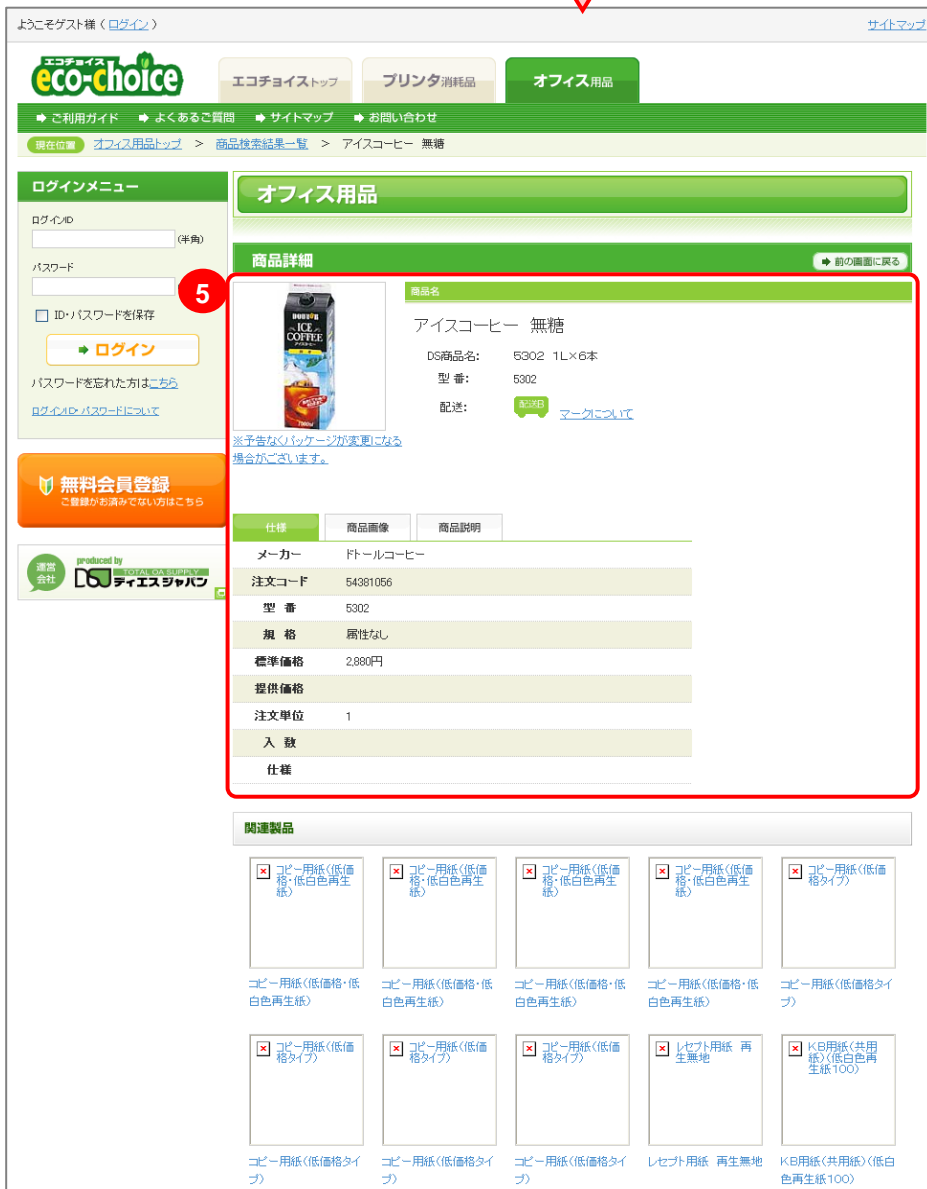 ようこそゲスト様（ログイン）
サイトマップ
エコチョイス
eco-choice
エコチョイストップ
プリンタ消耗品
オフィス用品
ご利用ガイド
よくあるご質問
サイトマップ
お問い合わせ
現在位置 オフィス用品トップ > 商品検索結果一覧 > アイスコーヒー 無糖
ログインメニュー
ログインID
(半角)
パスワード
ID・パスワードを保存
ログイン
パスワードを忘れた方はこちら
ログインID・パスワードについて
無料会員登録
ご登録がお済みでない方はこちら
運営
会社
produced by
TOTAL OA SUPPLY
ディエスジャパン
オフィス用品
商品詳細
前の画面に戻る
5
DOUTOR
ICE
COFFEE
※予告なくパッケージが変更になる
場合がございます。
商品名
アイスコーヒー 無糖
DS商品名: 5302 1L×6本
型 番: 5302
配送: 配送B マークについて
仕様
商品画像
商品説明
メーカー ドトールコーヒー
注文コード 54381056
型 番 5302
規 格 属性なし
標準価格 2,880円
提供価格
注文単位 1
入 数
仕様
関連製品
コピー用紙(低価
格・低白色再生
紙)
コピー用紙(低価
格・低白色再生
紙)
コピー用紙(低価
格・低白色再生
紙)
コピー用紙(低価
格・低白色再生
紙)
コピー用紙(低価
格タイプ)
コピー用紙(低価格・低
白色再生紙)
コピー用紙(低価格・低
白色再生紙)
コピー用紙(低価格・低
白色再生紙)
コピー用紙(低価格・低
白色再生紙)
コピー用紙(低価格タイ
プ)
コピー用紙(低価
格タイプ)
コピー用紙(低価
格タイプ)
コピー用紙(低価
格タイプ)
レセプト用紙 再
生無地
KB用紙(共用
紙)(低白色再
生紙100)
コピー用紙(低価格タイ
プ)
コピー用紙(低価格タイ
プ)
コピー用紙(低価格タイ
プ)
レセプト用紙 再生無地
KB用紙(共用紙)(低白
色再生紙100)